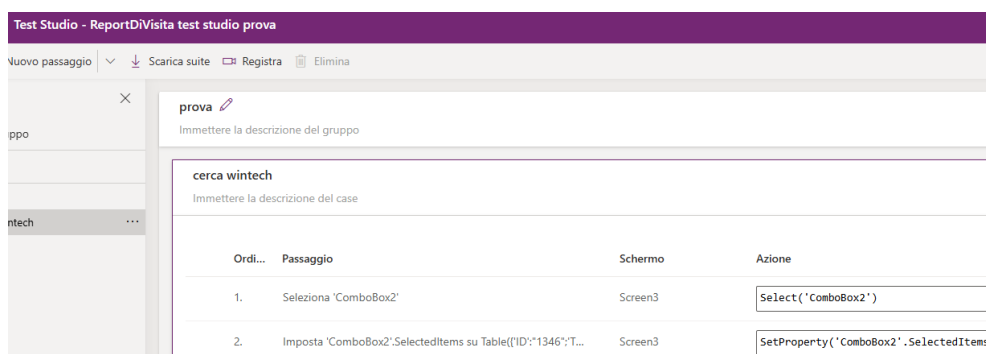 Test Studio - ReportDiVisita test studio prova
Nuovo passaggio Scarica suite Registra Elimina
prova
uppo
Immettere la descrizione del gruppo
cerca wintech
Immettere la descrizione del case
ntech ...
Ordi... Passaggio Schermo Azione
1. Seleziona 'ComboBox2' Screen3 Select('ComboBox2')
2. Imposta 'ComboBox2'.SelectedItems su Table({'ID':"1346";'T... Screen3 SetProperty('ComboBox2'.SelectedItems